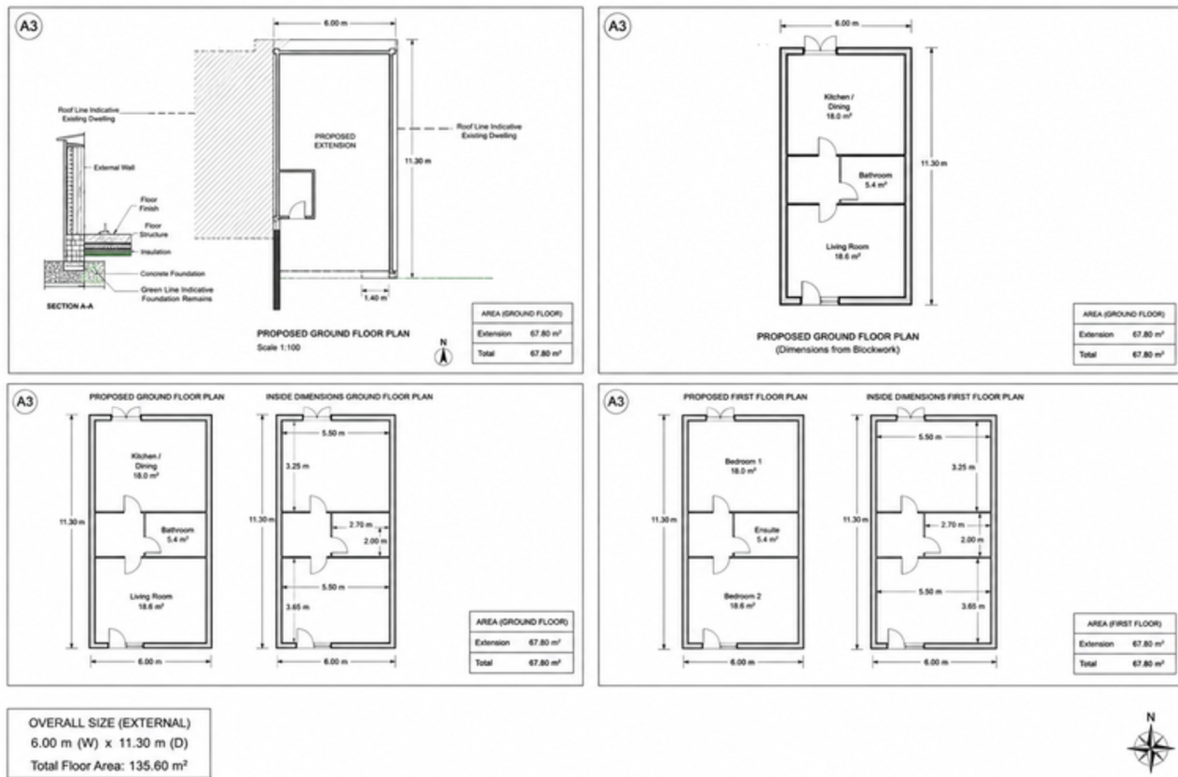 A3
6.00 m
Roof Line Indicative
Existing Dwelling
External Wall
Floor
Finish
Floor
Structure
Insulation
Concrete Foundation
Green Line Indicative
Foundation Remains
SECTION A-A
PROPOSED
EXTENSION
Roof Line Indicative
Existing Dwelling
11.30 m
1.40 m
PROPOSED GROUND FLOOR PLAN
Scale 1:100
N
AREA (GROUND FLOOR)
Extension 67.80 m²
Total 67.80 m²
A3
6.00 m
Kitchen /
Dining
18.0 m²
Bathroom
5.4 m²
11.30 m
Living Room
18.6 m²
PROPOSED GROUND FLOOR PLAN
(Dimensions from Blockwork)
AREA (GROUND FLOOR)
Extension 67.80 m²
Total 67.80 m²
A3
PROPOSED GROUND FLOOR PLAN
Kitchen /
Dining
18.0 m²
11.30 m
Bathroom
5.4 m²
Living Room
18.6 m²
6.00 m
INSIDE DIMENSIONS GROUND FLOOR PLAN
5.50 m
3.25 m
11.30 m
2.70 m
2.00 m
5.50 m
3.65 m
6.00 m
AREA (GROUND FLOOR)
Extension 67.80 m²
Total 67.80 m²
A3
PROPOSED FIRST FLOOR PLAN
Bedroom 1
18.0 m²
11.30 m
Ensuite
5.4 m²
Bedroom 2
18.6 m²
6.00 m
INSIDE DIMENSIONS FIRST FLOOR PLAN
5.50 m
3.25 m
11.30 m
2.70 m
2.00 m
5.50 m
3.65 m
6.00 m
AREA (FIRST FLOOR)
Extension 67.80 m²
Total 67.80 m²
OVERALL SIZE (EXTERNAL)
6.00 m (W) x 11.30 m (D)
Total Floor Area: 135.60 m²
N